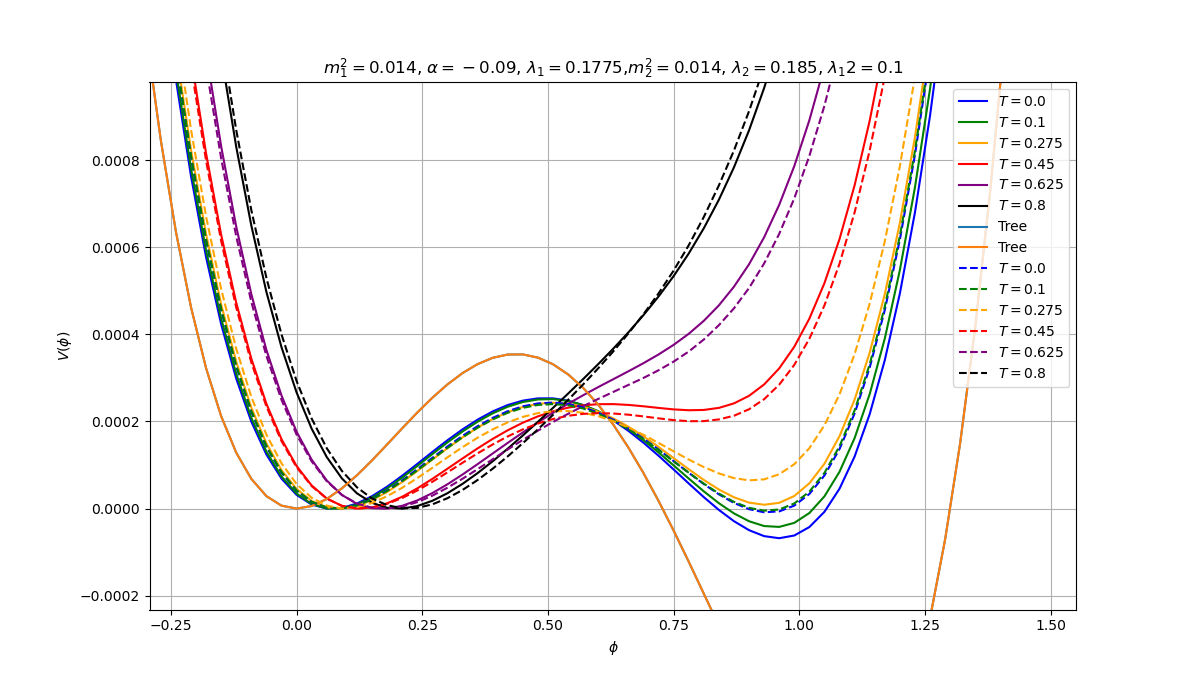 m₁² = 0.014, α = −0.09, λ₁ = 0.1775,m₂² = 0.014, λ₂ = 0.185, λ₁2 = 0.1
V(ϕ)
0.0008
0.0006
0.0004
0.0002
0.0000
−0.0002
T = 0.0
T = 0.1
T = 0.275
T = 0.45
T = 0.625
T = 0.8
Tree
Tree
T = 0.0
T = 0.1
T = 0.275
T = 0.45
T = 0.625
T = 0.8
−0.25 0.00 0.25 0.50 0.75 1.00 1.25 1.50
ϕ